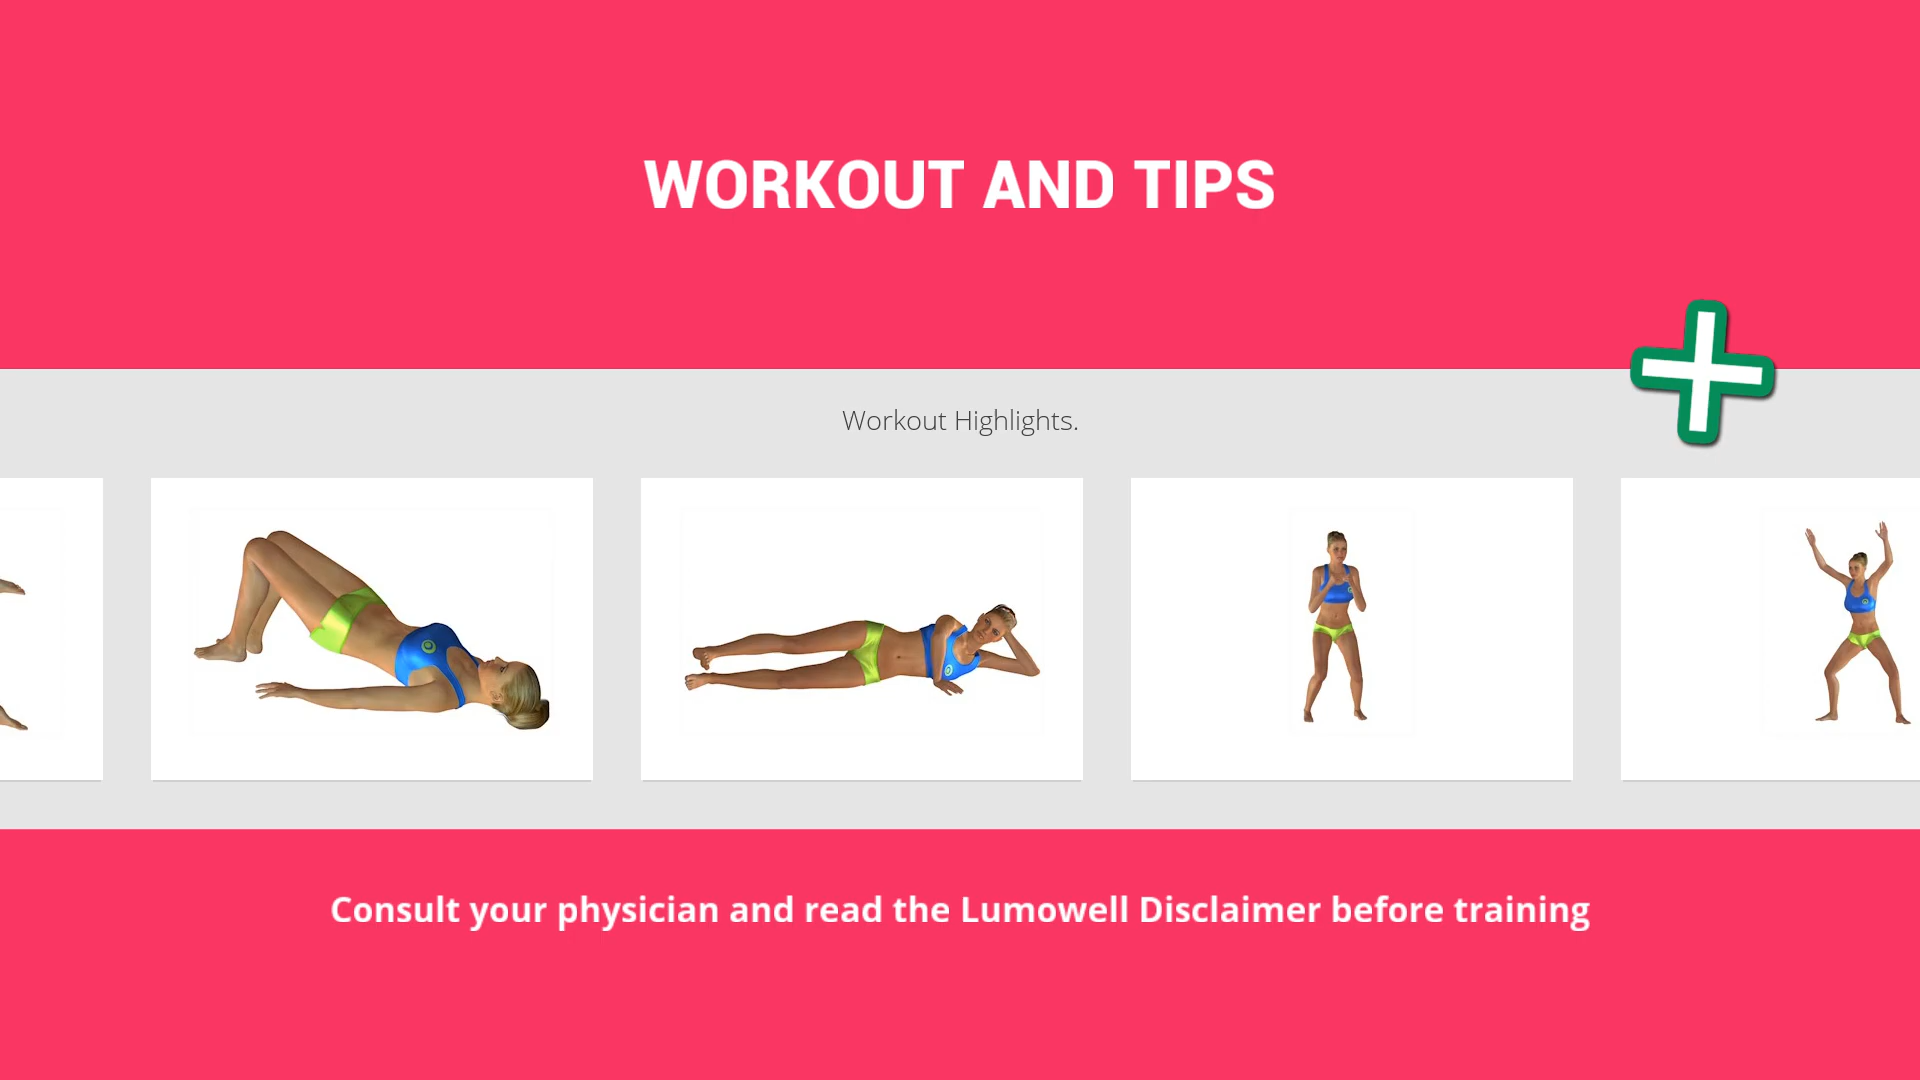 WORKOUT AND TIPS
Workout Highlights.
Consult your physician and read the Lumowell Disclaimer before training